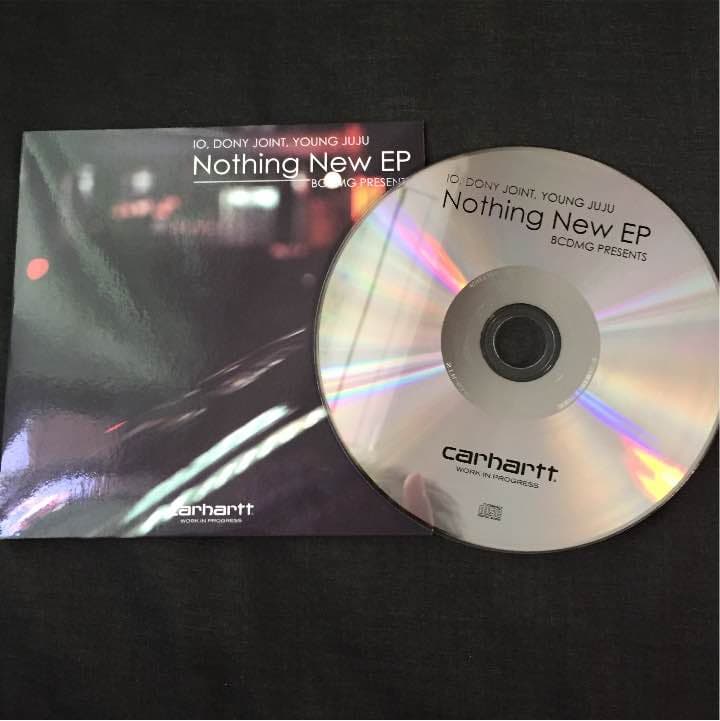 IO, DONY JOINT, YOUNG JUJU
Nothing New EP
BCDMG PRESENTS
carhartt
WORK IN PROGRESS
IO, DONY JOINT, YOUNG JUJU
Nothing New EP
BCDMG PRESENTS
carhartt
WORK IN PROGRESS